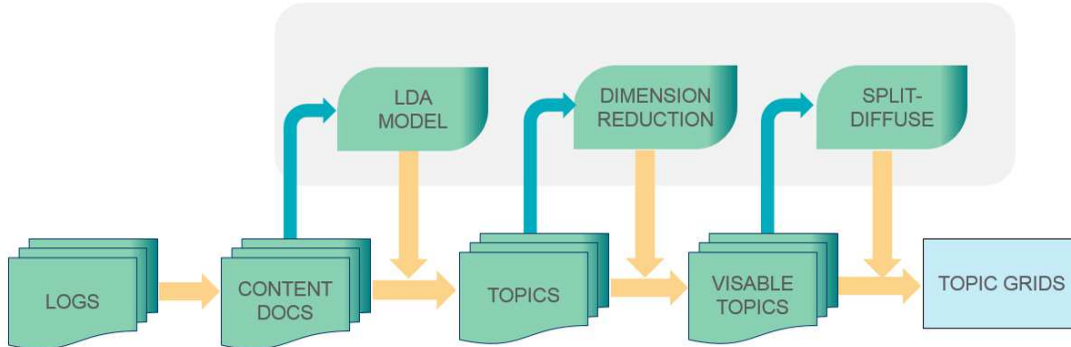 LDA
MODEL
DIMENSION
REDUCTION
SPLIT-
DIFFUSE
LOGS
CONTENT
DOCS
TOPICS
VISABLE
TOPICS
TOPIC GRIDS